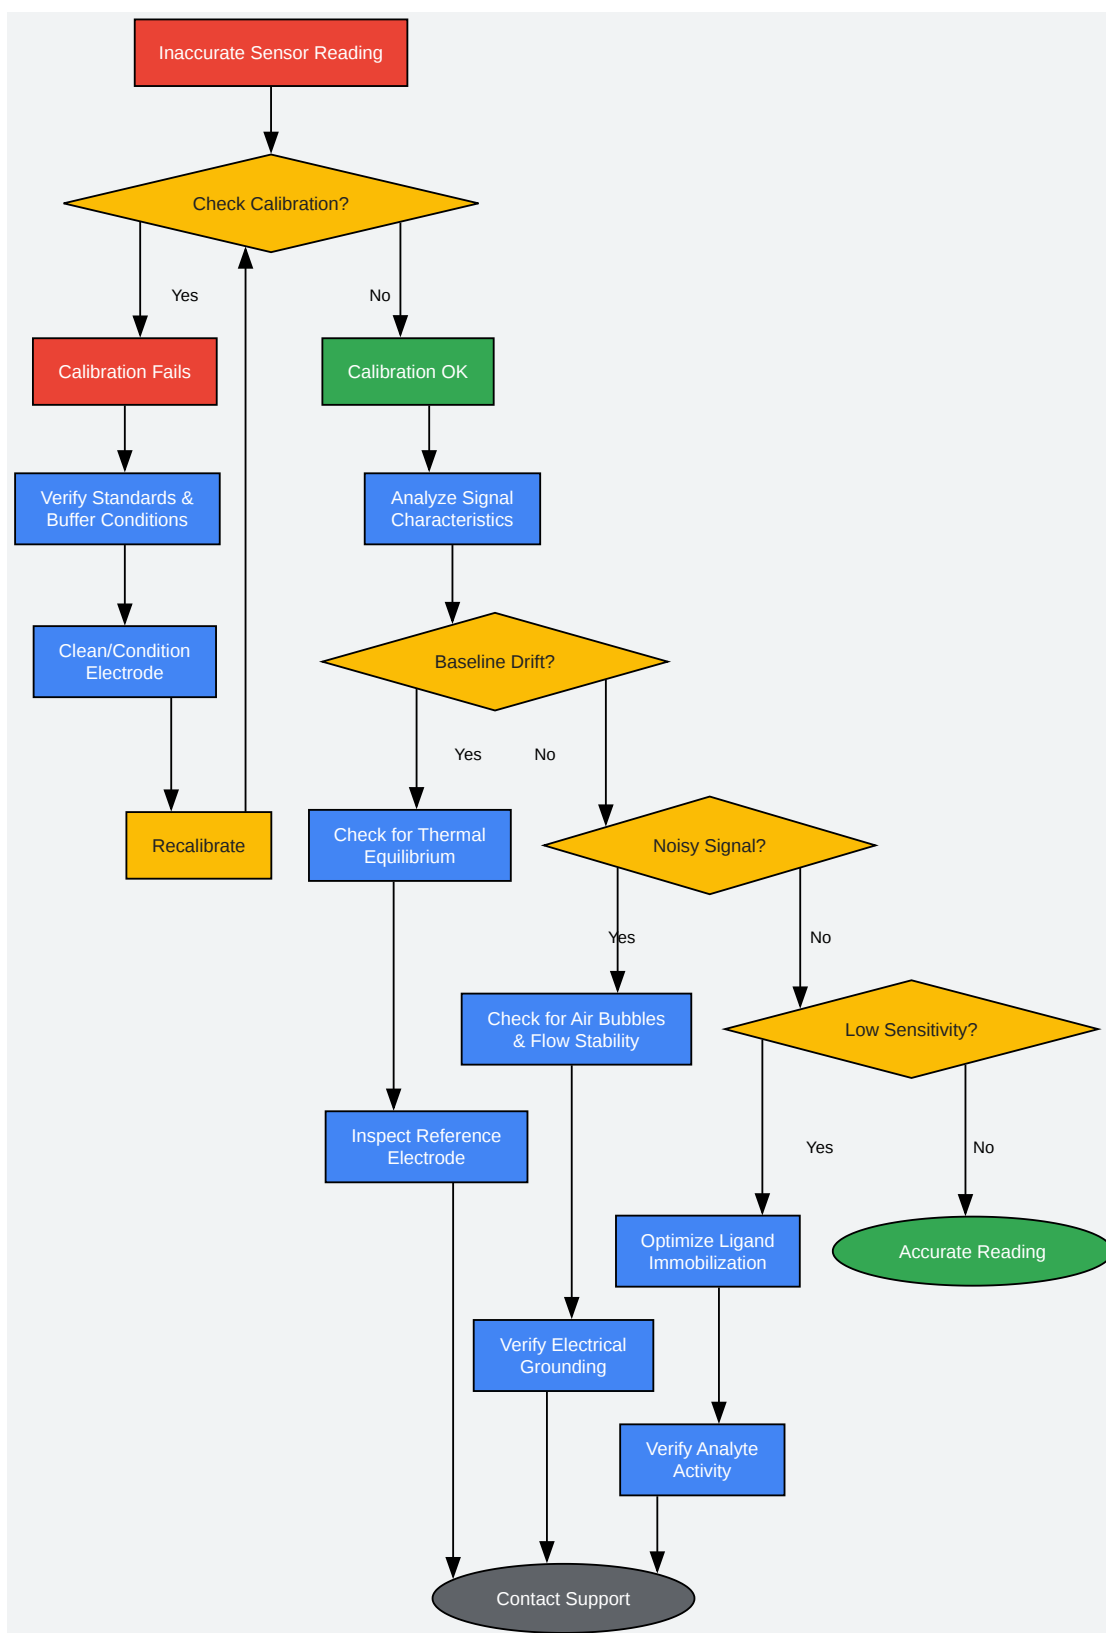 Inaccurate Sensor Reading
Check Calibration?
Yes
No
Calibration Fails
Calibration OK
Verify Standards &
Buffer Conditions
Analyze Signal
Characteristics
Clean/Condition
Electrode
Baseline Drift?
Yes
No
Recalibrate
Check for Thermal
Equilibrium
Noisy Signal?
Yes
No
Check for Air Bubbles
& Flow Stability
Low Sensitivity?
Inspect Reference
Electrode
Yes
No
Optimize Ligand
Immobilization
Accurate Reading
Verify Electrical
Grounding
Verify Analyte
Activity
Contact Support